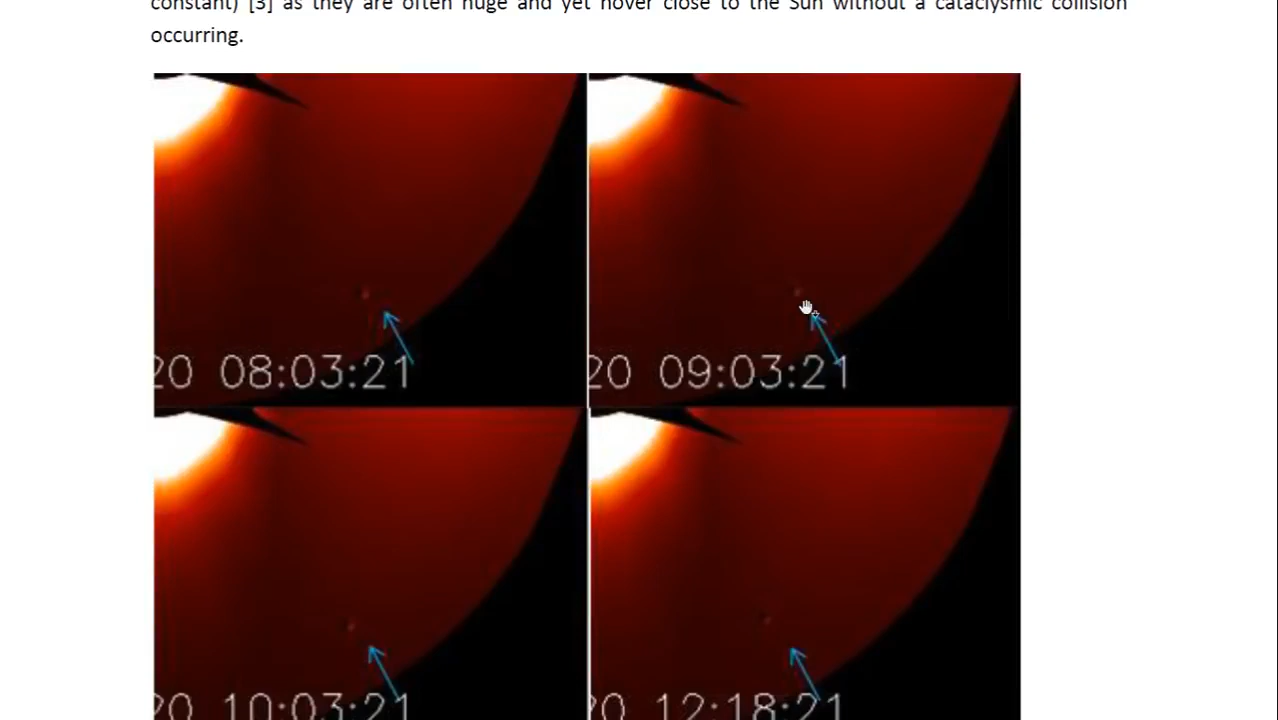 constant) [3] as they are often huge and yet hover close to the Sun without a cataclysmic collision
occurring.
20 08:03:21
20 09:03:21
20 10:03:21
20 12:18:21